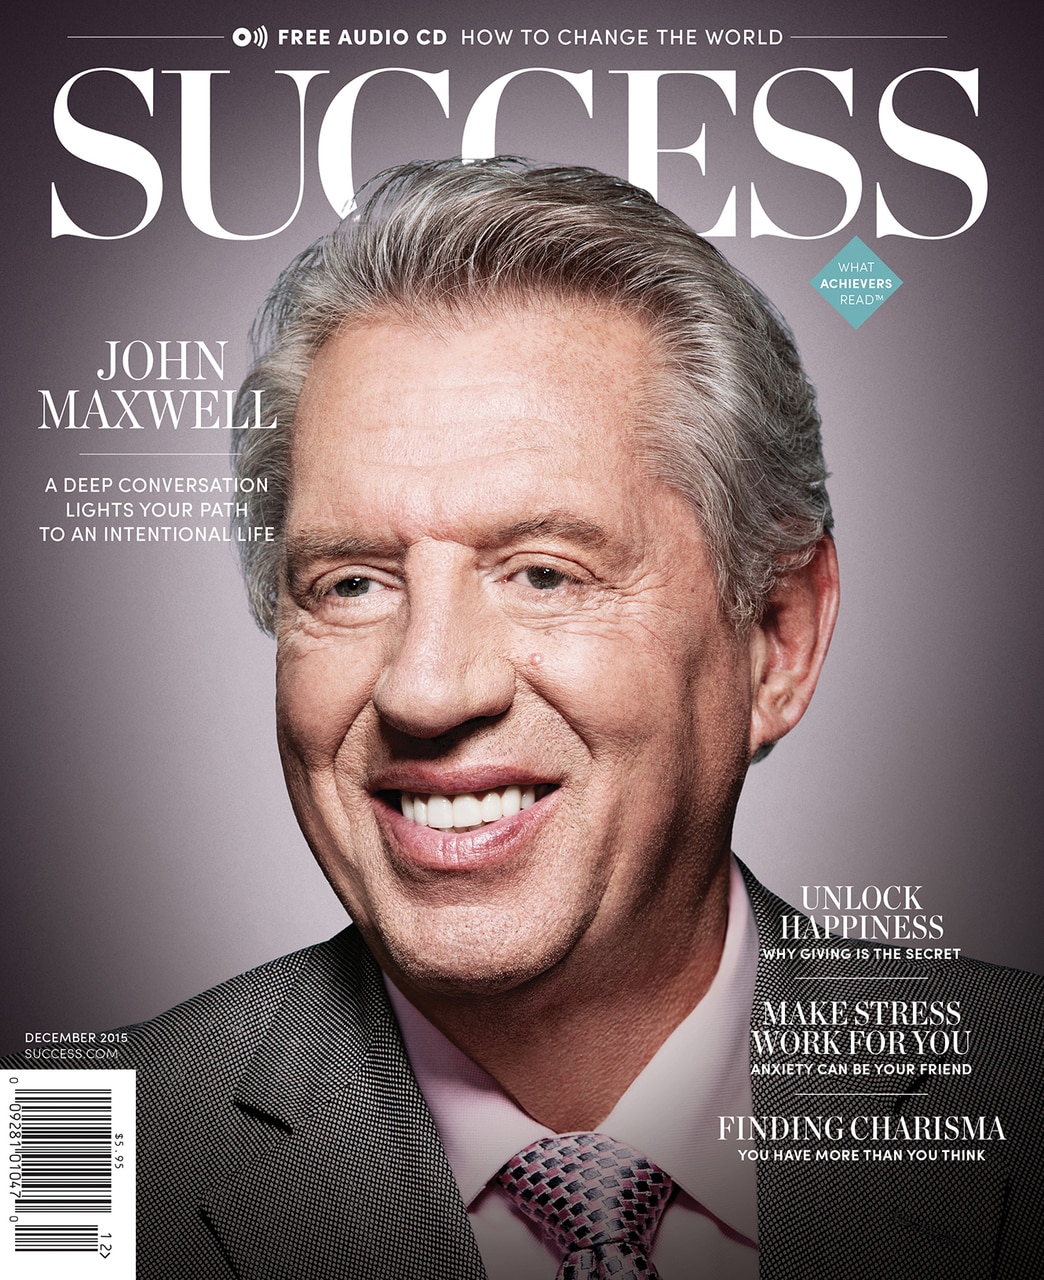 FREE AUDIO CD HOW TO CHANGE THE WORLD
SUCCESS
WHAT
ACHIEVERS
READ™
JOHN
MAXWELL
A DEEP CONVERSATION
LIGHTS YOUR PATH
TO AN INTENTIONAL LIFE
UNLOCK
HAPPINESS
WHY GIVING IS THE SECRET
MAKE STRESS
WORK FOR YOU
ANXIETY CAN BE YOUR FRIEND
FINDING CHARISMA
YOU HAVE MORE THAN YOU THINK
DECEMBER 2015
SUCCESS.COM
$5.95
0 09281 01047 0
12>